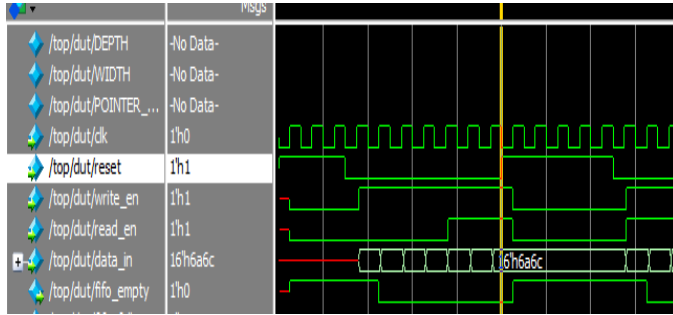 Msgs
/top/dut/DEPTH -No Data-
/top/dut/WIDTH -No Data-
/top/dut/POINTER_... -No Data-
/top/dut/clk 1'h0
/top/dut/reset 1'h1
/top/dut/write_en 1'h1
/top/dut/read_en 1'h1
/top/dut/data_in 16'h6a6c 6'h6a6c
/top/dut/fifo_empty 1'h0